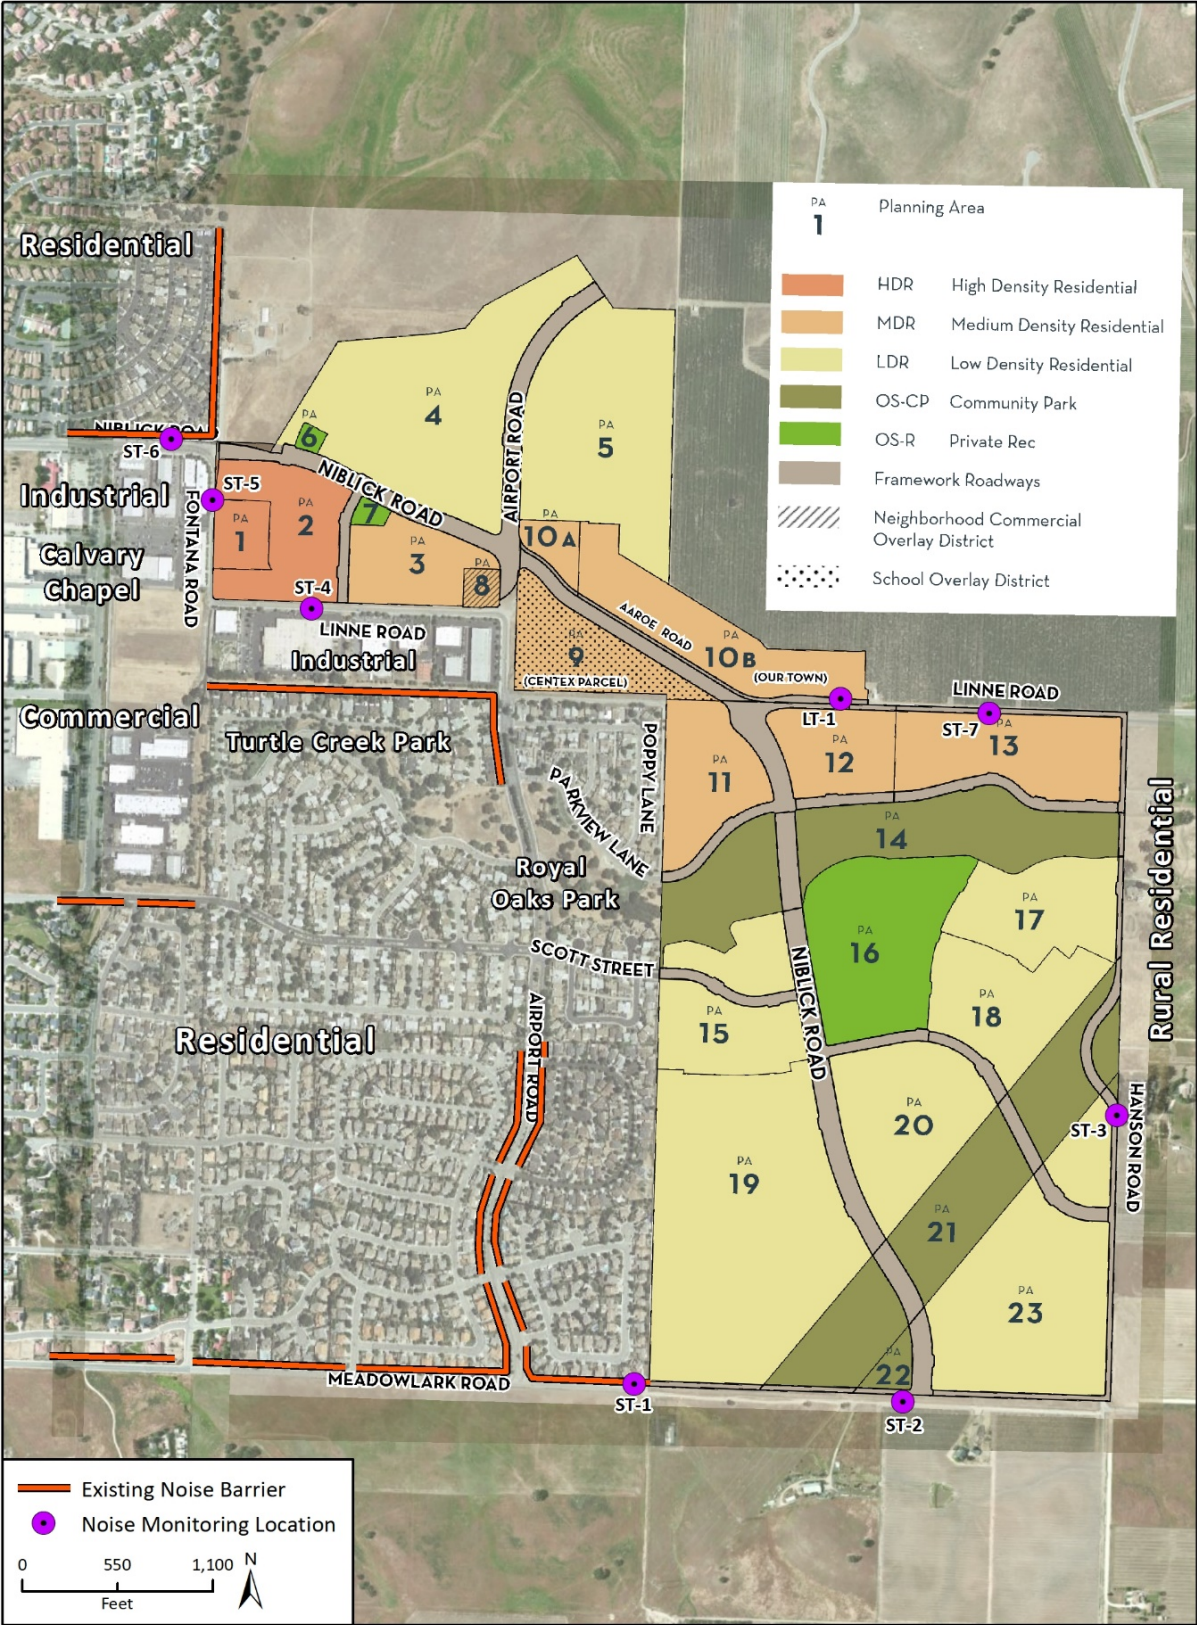 PA
1
Planning Area
HDR High Density Residential
MDR Medium Density Residential
LDR Low Density Residential
OS-CP Community Park
OS-R Private Rec
Framework Roadways
Neighborhood Commercial
Overlay District
School Overlay District
Residential
NIBLICK ROAD
ST-6
ST-5
Industrial
FONTANA ROAD
Calvary
Chapel
PA
1
PA
2
ST-4
LINNE ROAD
Industrial
PA
6
PA
4
NIBLICK ROAD
7
PA
3
PA
8
AIRPORT ROAD
PA
5
PA
10A
AAROE ROAD
PA
10B
(OUR TOWN)
PA
9
(CENTEX PARCEL)
LT-1
LINNE ROAD
ST-7
PA
13
PA
12
PA
11
Commercial
Turtle Creek Park
POPPY LANE
PARKVIEW LANE
PA
14
Royal
Oaks Park
Rural Residential
PA
17
PA
16
SCOTT STREET
NIBLICK ROAD
PA
18
PA
15
Residential
AIRPORT ROAD
PA
20
ST-3
HANSON ROAD
PA
19
PA
21
PA
23
PA
22
MEADOWLARK ROAD
ST-1
ST-2
Existing Noise Barrier
Noise Monitoring Location
0 550 1,100
Feet
N